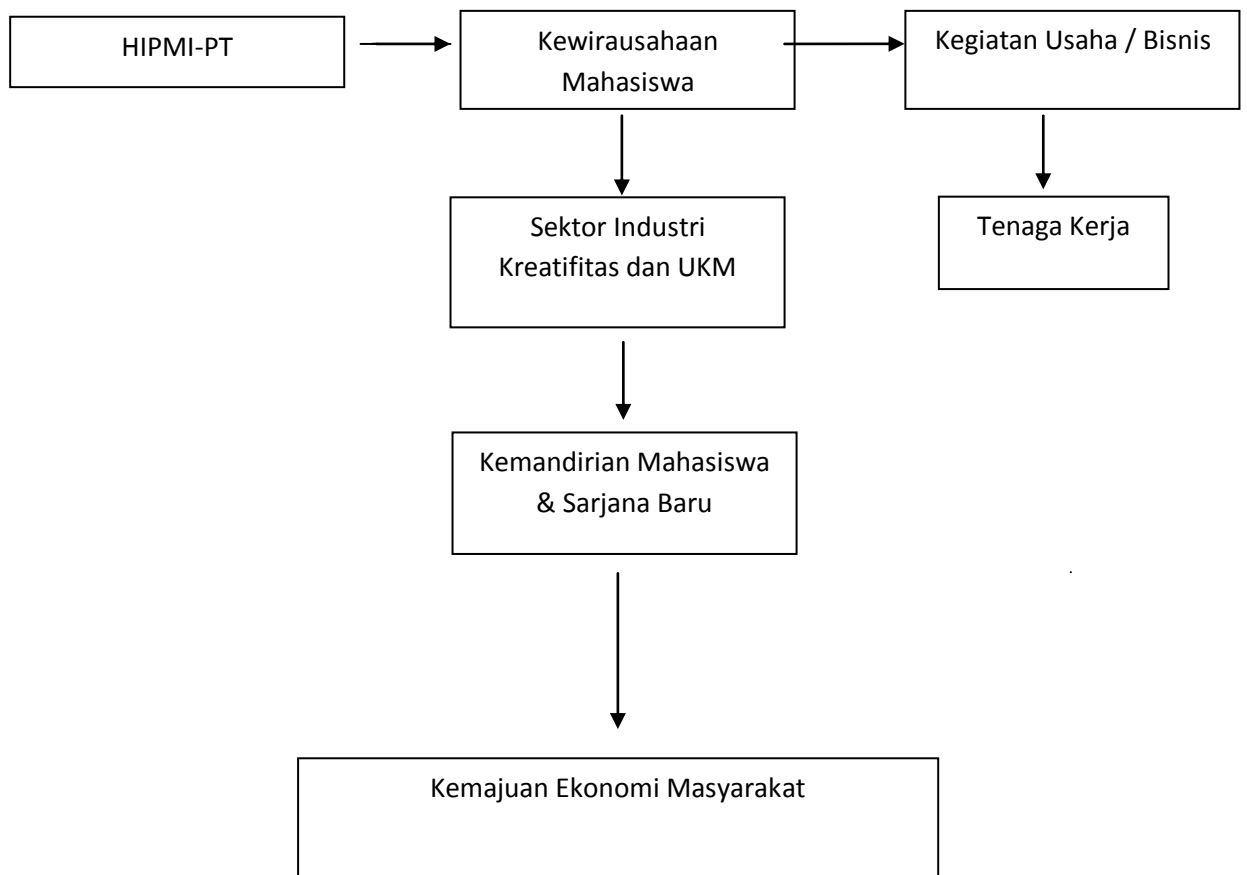 HIPMI-PT
Kewirausahaan
Mahasiswa
Kegiatan Usaha / Bisnis
Sektor Industri
Kreatifitas dan UKM
Tenaga Kerja
Kemandirian Mahasiswa
& Sarjana Baru
.
Kemajuan Ekonomi Masyarakat